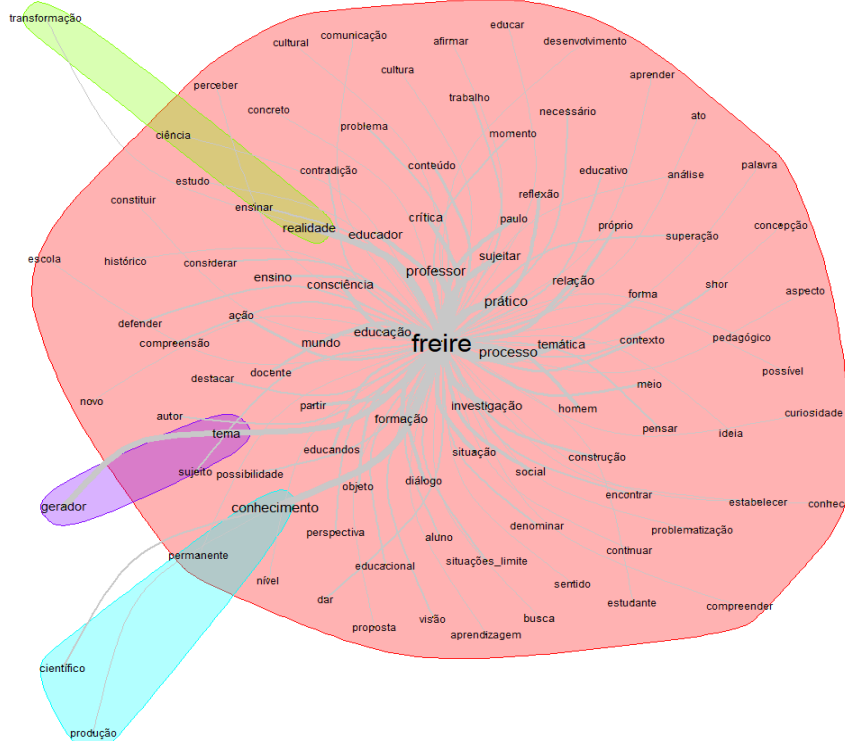 transformação
educar
comunicação
cultural
afirmar
desenvolvimento
cultura
aprender
perceber
trabalho
concreto
necessário
ato
problema
momento
ciência
palavra
conteúdo
contradição
educativo
análise
estudo
reflexão
constituir
ensinar
crítica
paulo
próprio
concepção
realidade
educador
superação
sujeitar
escola
histórico
considerar
professor
ensino
consciência
relação
shor
aspecto
forma
prático
ação
defender
educação
pedagógico
compreensão
mundo
freire
temática
contexto
processo
docente
possível
destacar
meio
novo
partir
investigação
homem
autor
formação
curiosidade
tema
pensar
ideia
educandos
situação
construção
sujeito
possibilidade
social
diálogo
objeto
encontrar
gerador
conhecimento
estabelecer
conhec
perspectiva
denominar
problematização
aluno
permanente
continuar
situações_limite
educacional
nível
sentido
dar
estudante
compreender
visão
busca
proposta
aprendizagem
científico
produção